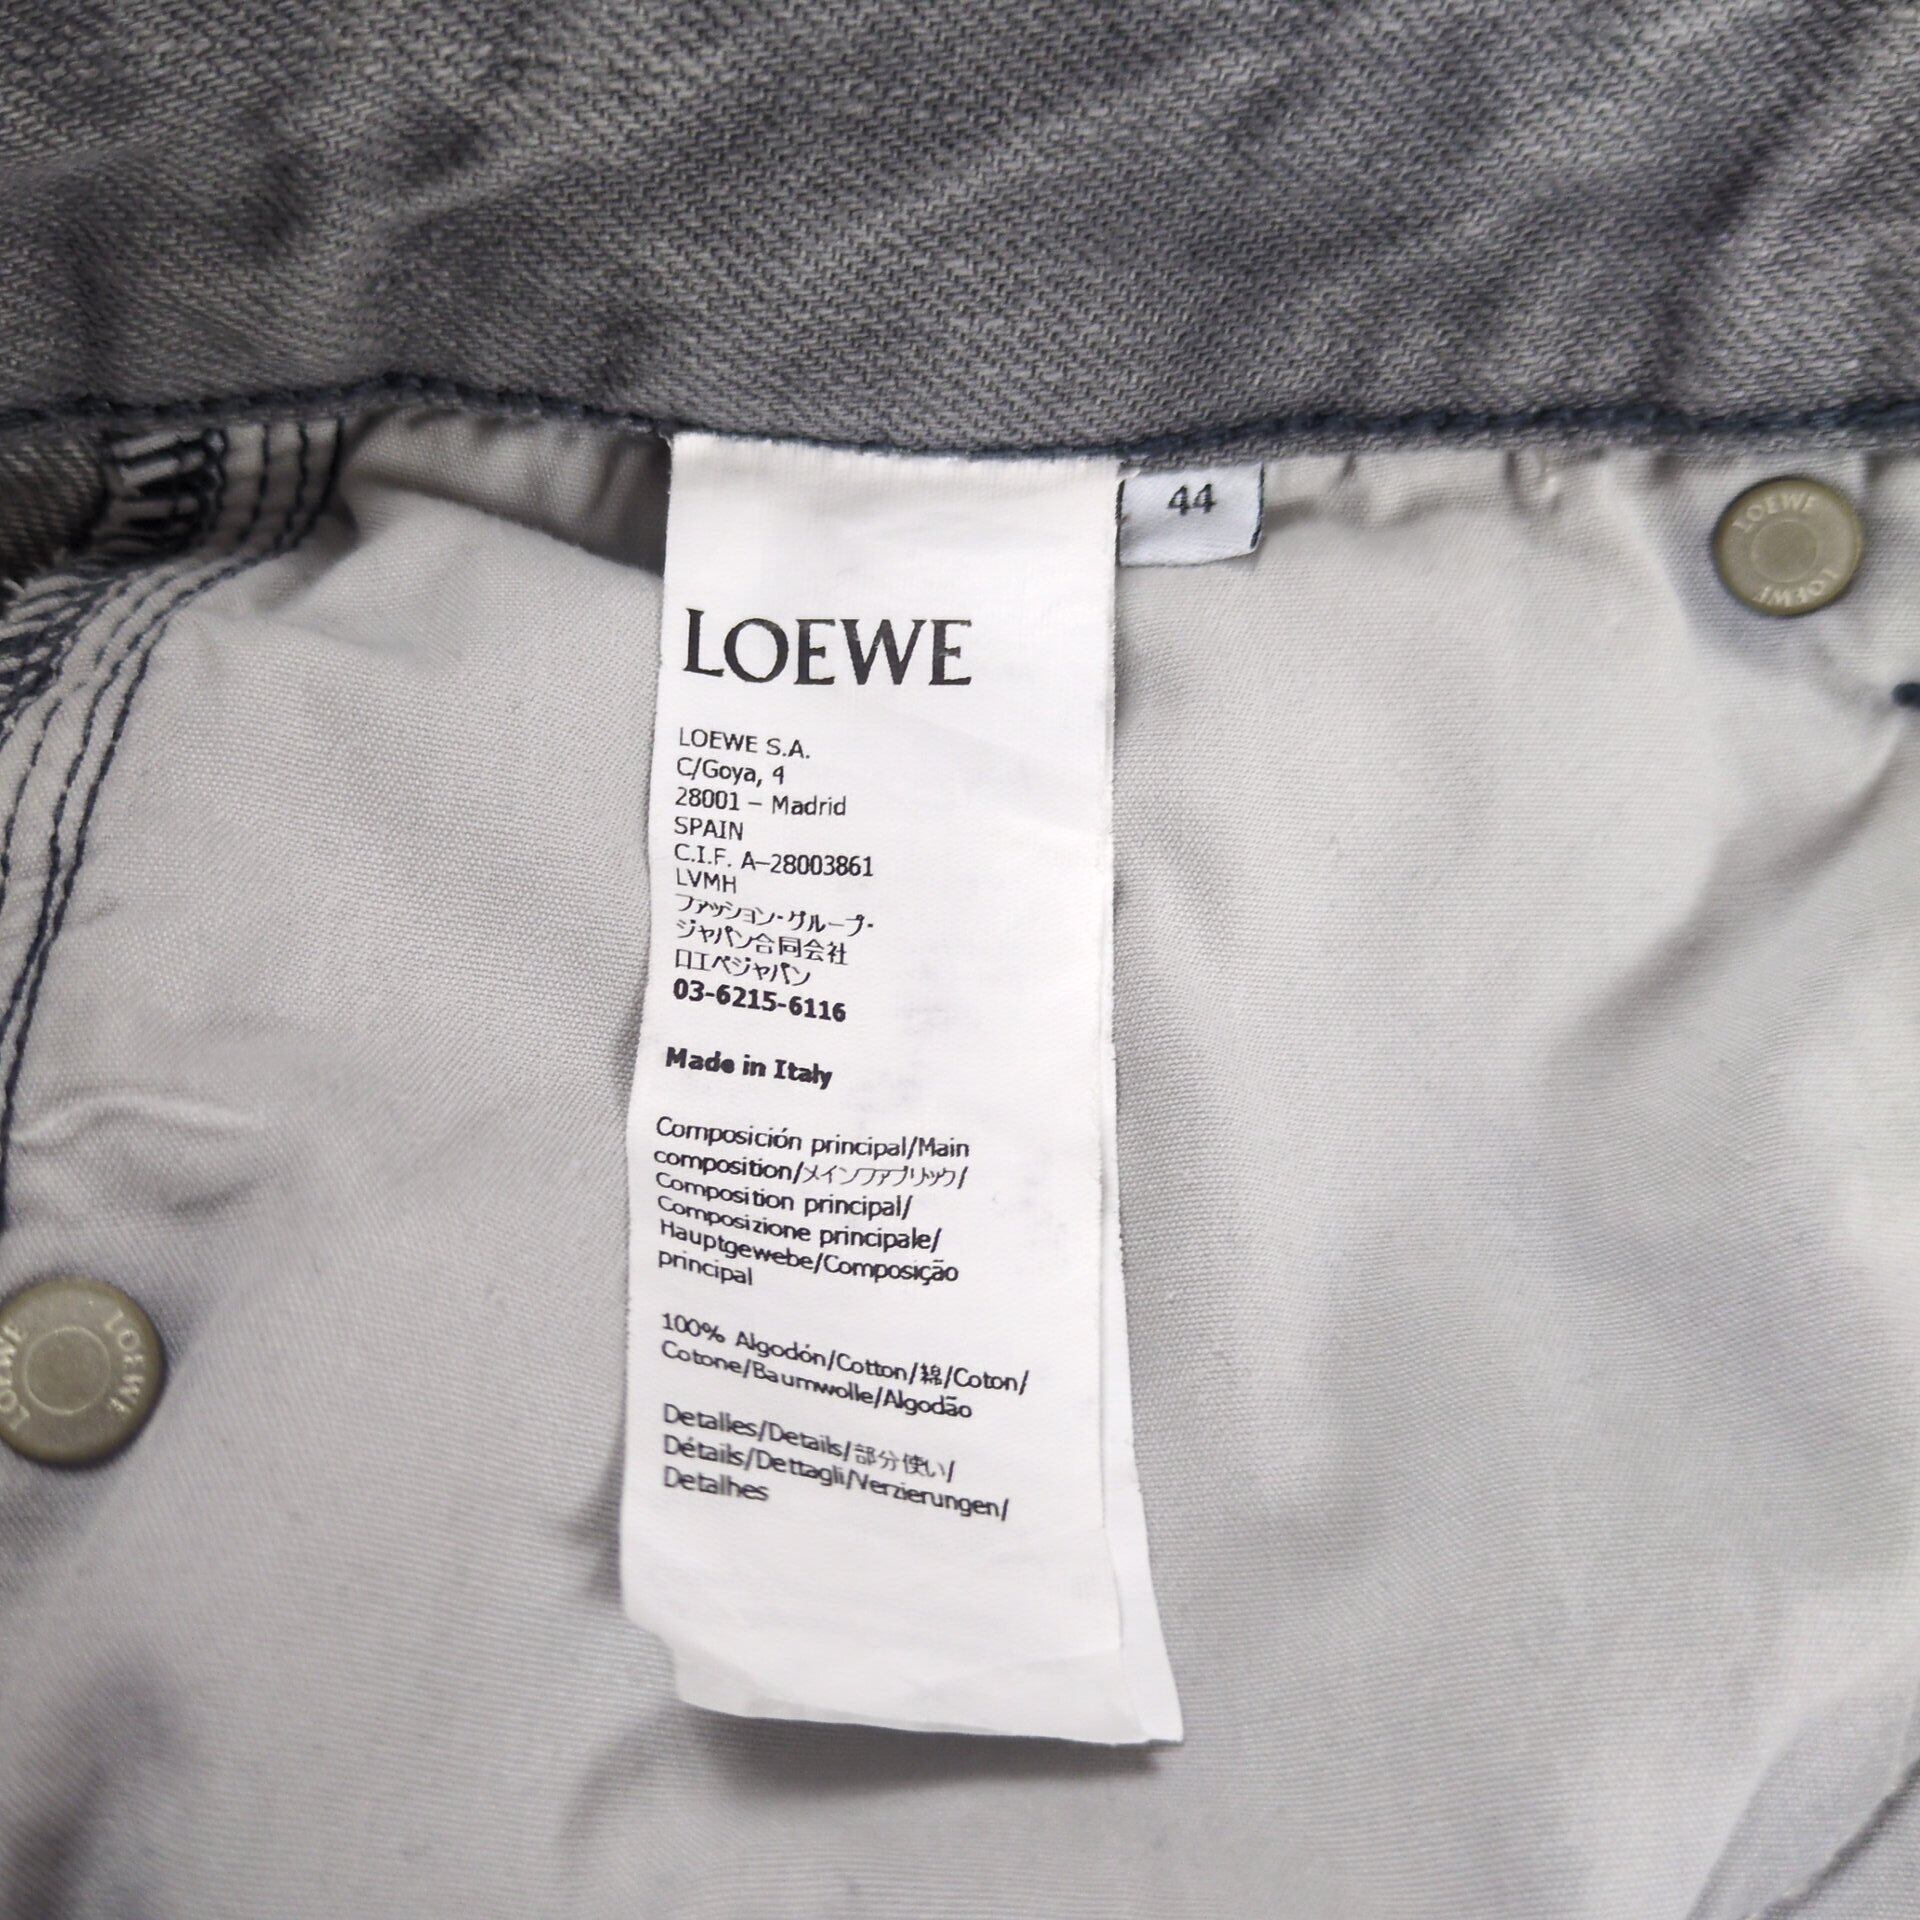 44
LOEWE
LOEWE
LOEWE
LOEWE S.A.
C/Goya, 4
28001 – Madrid
SPAIN
C.I.F. A–28003861
LVMH
ファッション・グループ・
ジャパン合同会社
ロエベジャパン
03-6215-6116
Made in Italy
Composición principal/Main
composition/メインファブリック/
Composition principal/
Composizione principale/
Hauptgewebe/Composição
principal
100% Algodón/Cotton/綿/Coton/
Cotone/Baumwolle/Algodão
Detalles/Details/部分使い/
Détails/Dettagli/Verzierungen/
Detalhes
LOEWE
LOEWE